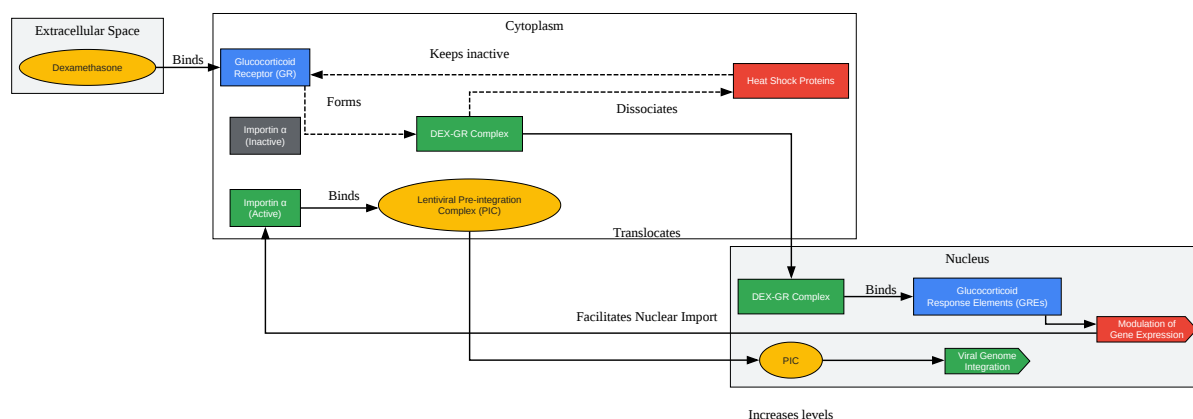 Extracellular Space
Dexamethasone
Binds
Cytoplasm
Glucocorticoid
Receptor (GR)
Keeps inactive
Heat Shock Proteins
Forms
Dissociates
Importin α
(Inactive)
DEX-GR Complex
Importin α
(Active)
Binds
Lentiviral Pre-integration
Complex (PIC)
Translocates
Nucleus
DEX-GR Complex
Binds
Glucocorticoid
Response Elements (GREs)
Facilitates Nuclear Import
Modulation of
Gene Expression
PIC
Viral Genome
Integration
Increases levels